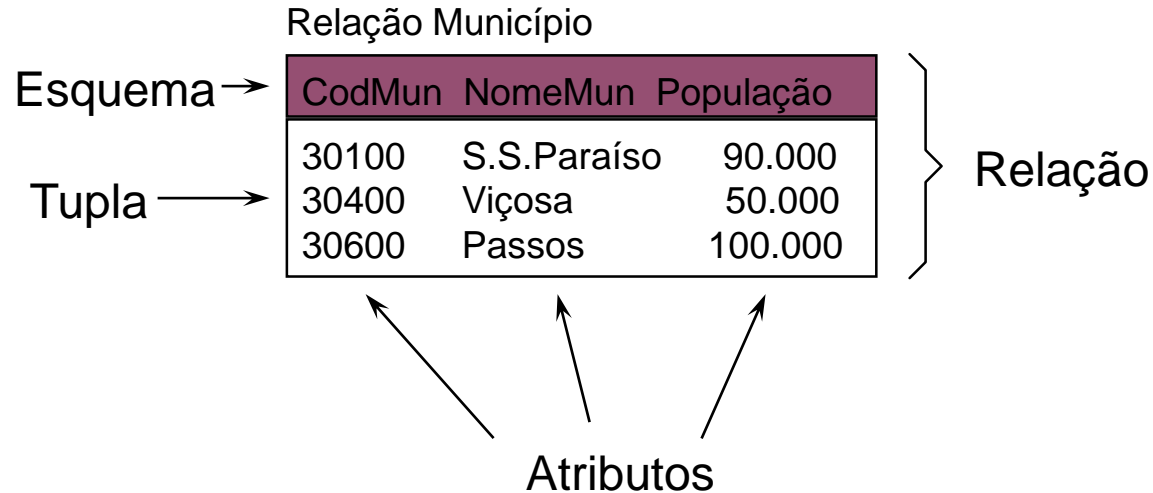 Relação Município
Esquema
CodMun NomeMun População
30100 S.S.Paraíso 90.000
Tupla
30400 Viçosa 50.000
30600 Passos 100.000
Relação
Atributos